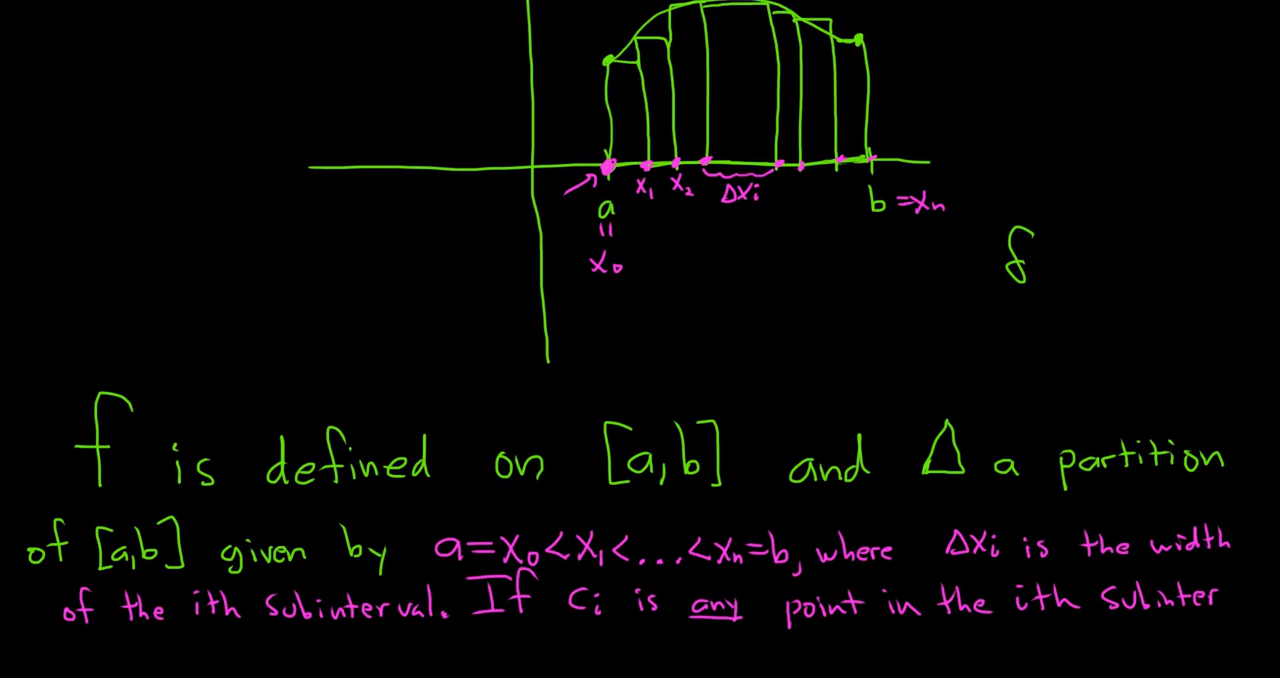 x₁ x₂ Δxi
a b =xn
=
x₀
f
f is defined on [a,b] and Δ a partition
of [a,b] given by a=x₀<x₁<...<xn=b, where Δxi is the width
of the ith subinterval. If ci is any point in the ith subinter